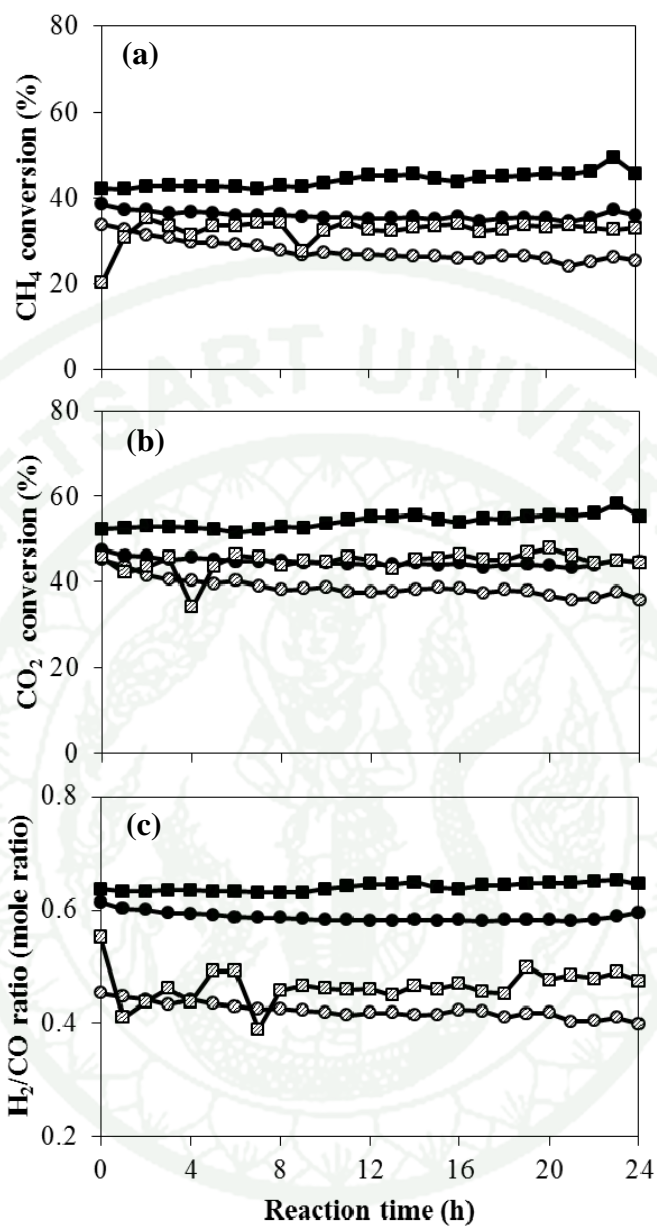 80
(a)
60
40
20
0
CH₄ conversion (%)
80
(b)
60
40
20
0
CO₂ conversion (%)
0.8
(c)
0.6
0.4
0.2
H₂/CO ratio (mole ratio)
0 4 8 12 16 20 24
Reaction time (h)